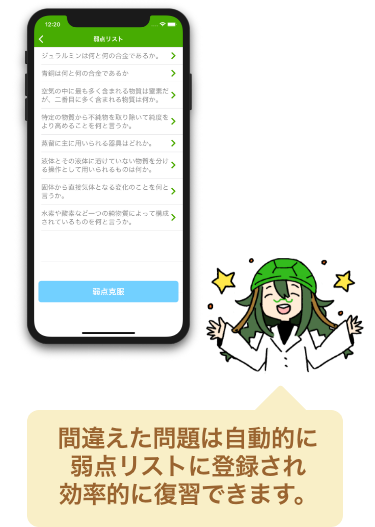 12:20
弱点リスト
ジュラルミンは何と何の合金であるか。
青銅は何と何の合金であるか
空気の中に最も多く含まれる物質は窒素だ
が、二番目に多く含まれる物質は何か。
特定の物質から不純物を取り除いて純度を
より高めることを何と言うか。
蒸留に主に用いられる器具はどれか。
液体とその液体に溶けていない物質を分け
る操作として用いられるものは何か。
固体から直接気体となる変化のことを何と
言うか。
水素や酸素など一つの純物質によって構成
されているものを何と言うか。
弱点克服
間違えた問題は自動的に
弱点リストに登録され
効率的に復習できます。